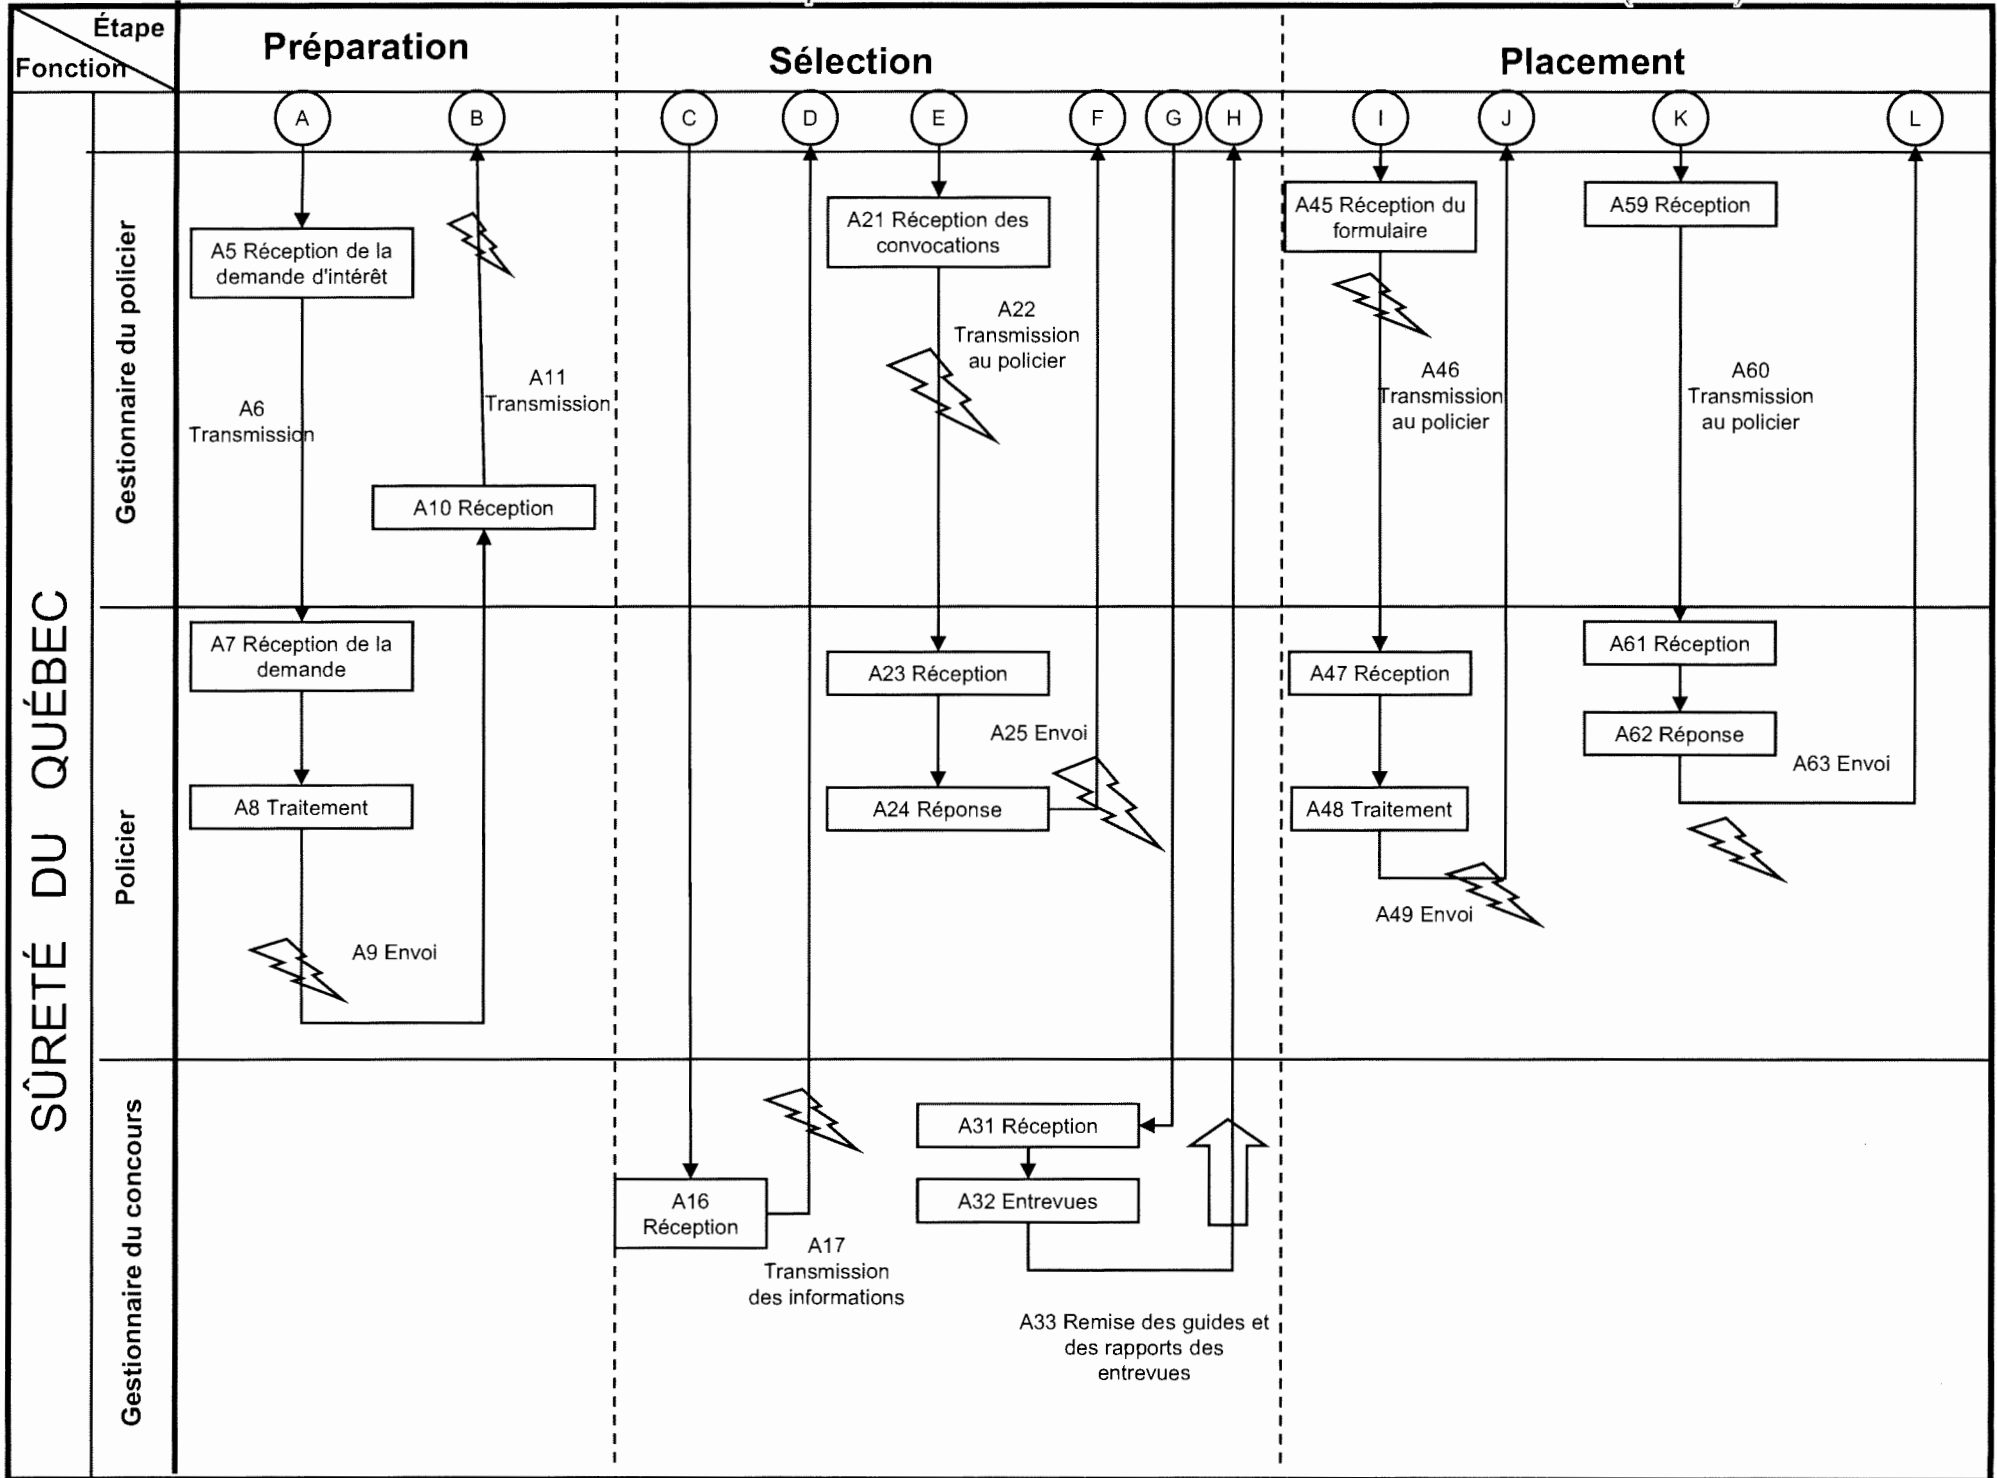 Étape
Fonction
Préparation
Sélection
Placement
A
B
C
D
E
F
G
H
I
J
K
L
SÛRETÉ DU QUÉBEC
Gestionnaire du policier
A5 Réception de la
demande d'intérêt
A6
Transmission
A11
Transmission
A10 Réception
A21 Réception des
convocations
A22
Transmission
au policier
A45 Réception du
formulaire
A46
Transmission
au policier
A59 Réception
A60
Transmission
au policier
Policier
A7 Réception de la
demande
A8 Traitement
A9 Envoi
A23 Réception
A25 Envoi
A24 Réponse
A47 Réception
A48 Traitement
A49 Envoi
A61 Réception
A62 Réponse
A63 Envoi
Gestionnaire du concours
A16
Réception
A17
Transmission
des informations
A31 Réception
A32 Entrevues
A33 Remise des guides et
des rapports des
entrevues